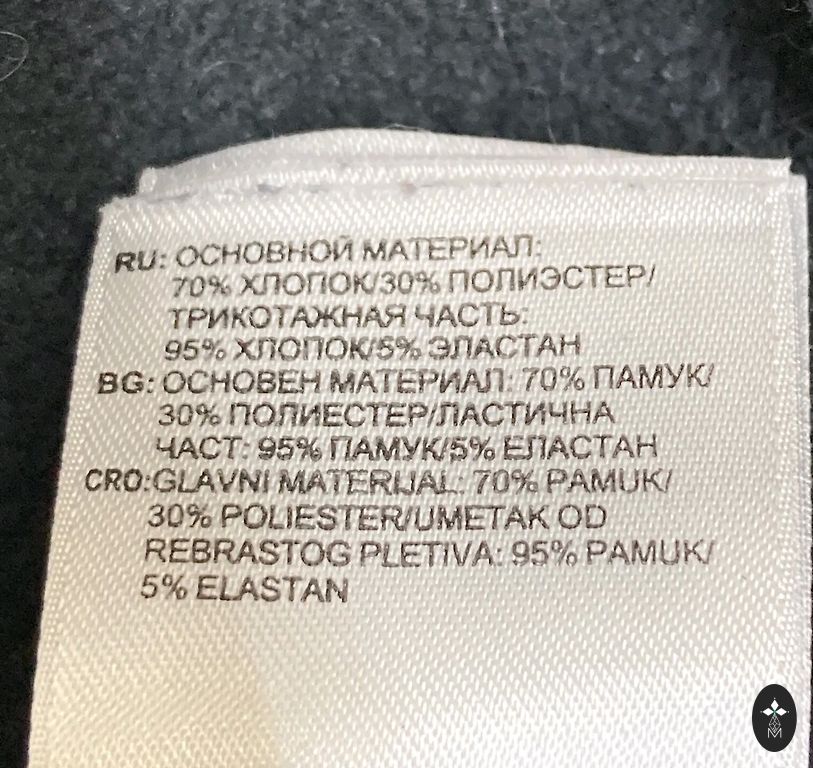 RU: ОСНОВНОЙ МАТЕРИАЛ:
70% ХЛОПОК/30% ПОЛИЭСТЕР/
ТРИКОТАЖНАЯ ЧАСТЬ:
95% ХЛОПОК/5% ЭЛАСТАН
BG: ОСНОВЕН МАТЕРИАЛ: 70% ПАМУК/
30% ПОЛИЕСТЕР/ЛАСТИЧНА
ЧАСТ: 95% ПАМУК/5% ЕЛАСТАН
CRO:GLAVNI MATERIJAL: 70% PAMUK/
30% POLIESTER/UMETAK OD
REBRASTOG PLETIVA: 95% PAMUK/
5% ELASTAN
M